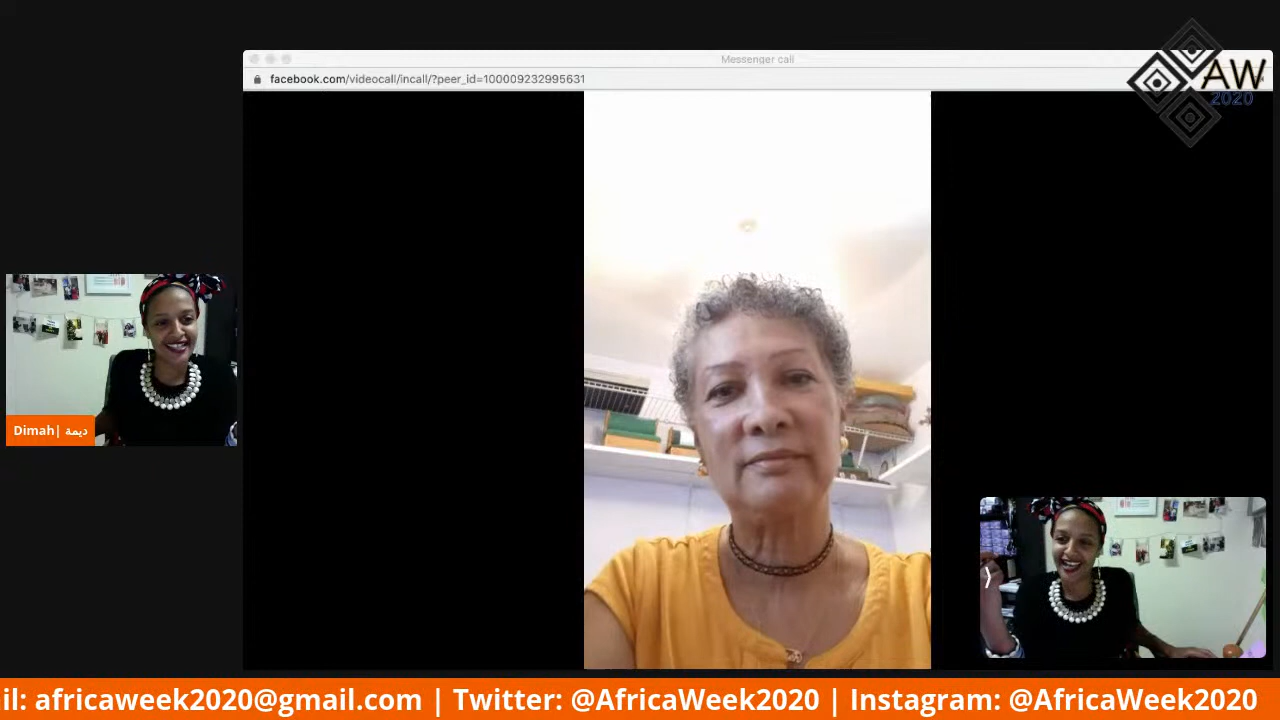 Messenger call
facebook.com/videocall/incall/?peer_id=100009232995631
AW
2020
Dimah| ديمة
il: africaweek2020@gmail.com | Twitter: @AfricaWeek2020 | Instagram: @AfricaWeek2020